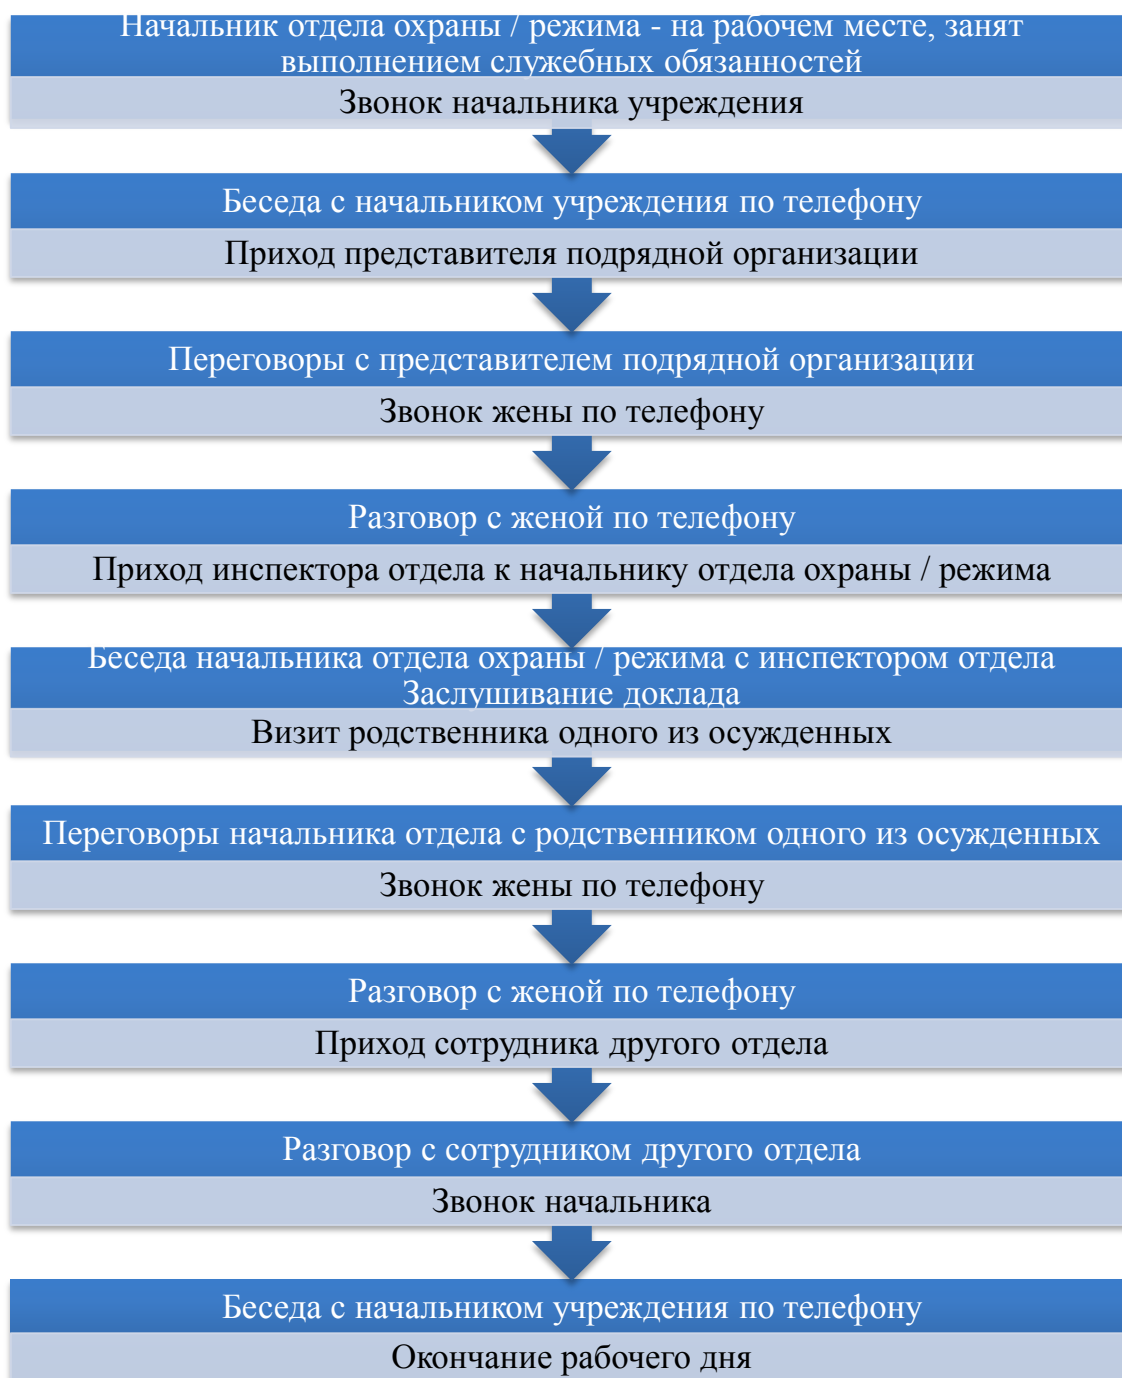 Начальник отдела охраны / режима - на рабочем месте, занят
выполнением служебных обязанностей
Звонок начальника учреждения
Беседа с начальником учреждения по телефону
Приход представителя подрядной организации
Переговоры с представителем подрядной организации
Звонок жены по телефону
Разговор с женой по телефону
Приход инспектора отдела к начальнику отдела охраны / режима
Беседа начальника отдела охраны / режима с инспектором отдела
Заслушивание доклада
Визит родственника одного из осужденных
Переговоры начальника отдела с родственником одного из осужденных
Звонок жены по телефону
Разговор с женой по телефону
Приход сотрудника другого отдела
Разговор с сотрудником другого отдела
Звонок начальника
Беседа с начальником учреждения по телефону
Окончание рабочего дня